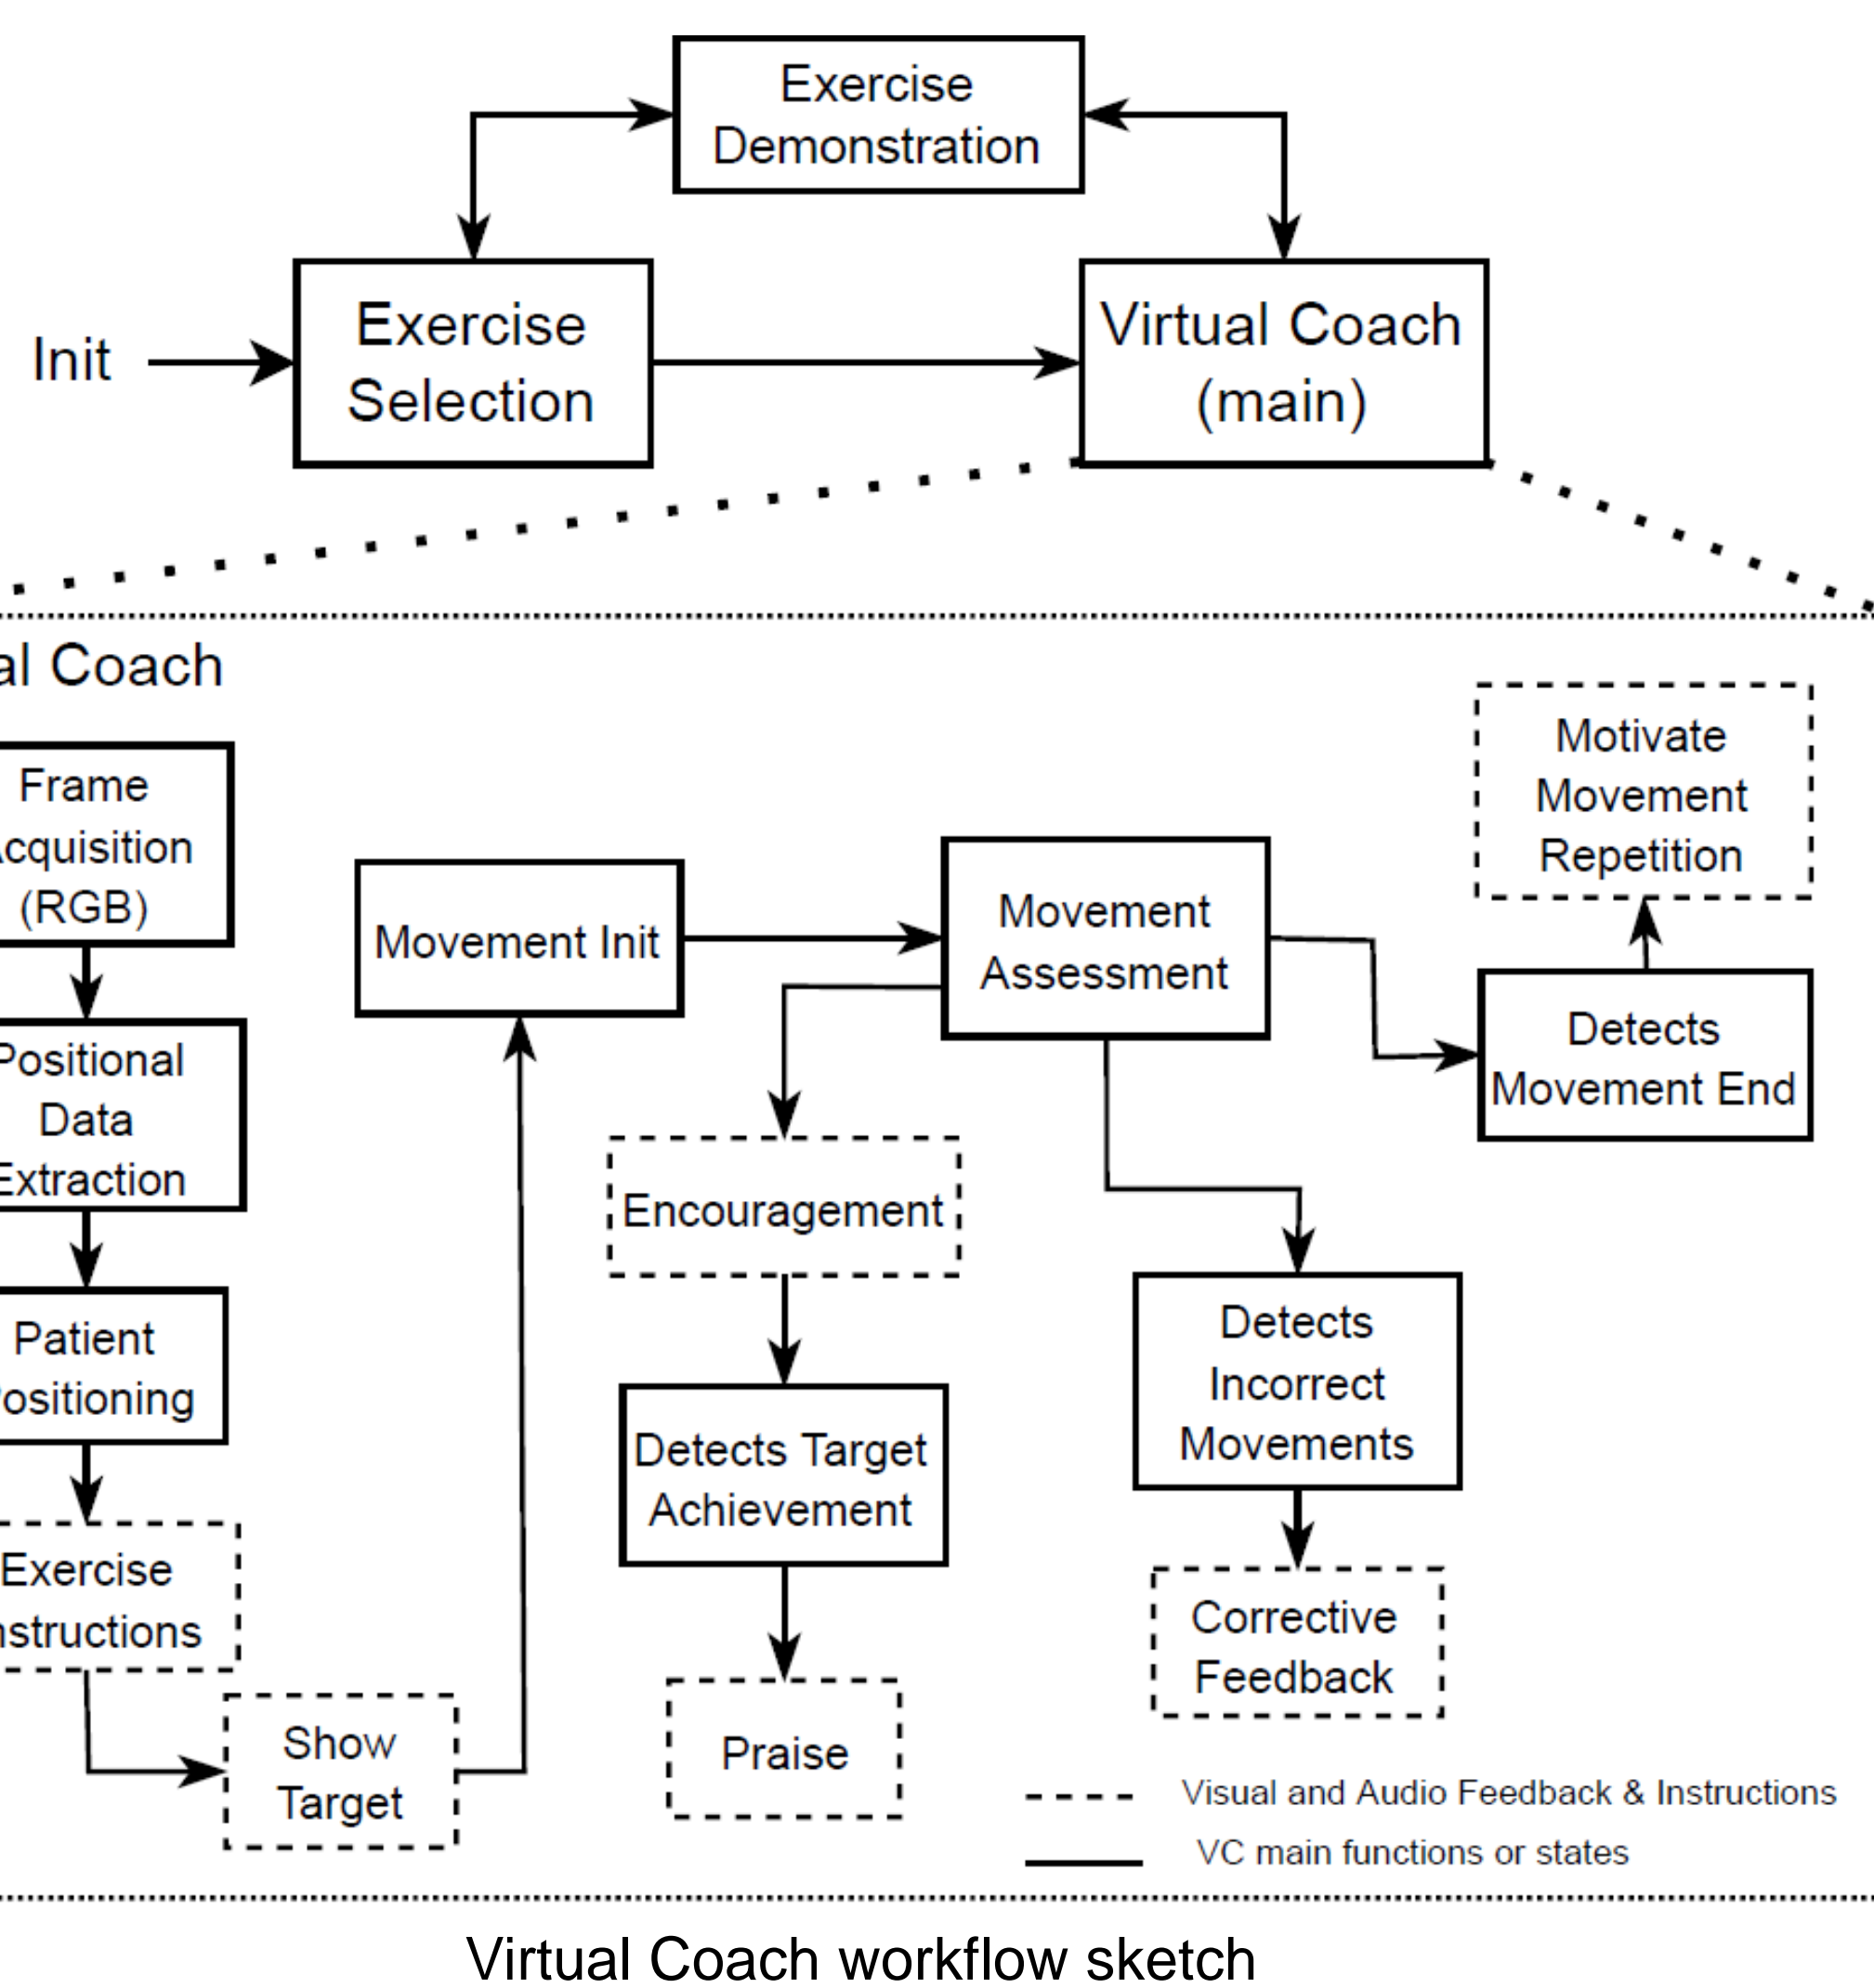 Exercise
Demonstration
Init
Exercise
Selection
Virtual Coach
(main)
al Coach
Frame
cquisition
(RGB)
Positional
Data
Extraction
Patient
ositioning
Exercise
nstructions
Show
Target
Movement Init
Movement
Assessment
Encouragement
Detects Target
Achievement
Praise
Detects
Incorrect
Movements
Corrective
Feedback
Motivate
Movement
Repetition
Detects
Movement End
Visual and Audio Feedback & Instructions
VC main functions or states
Virtual Coach workflow sketch